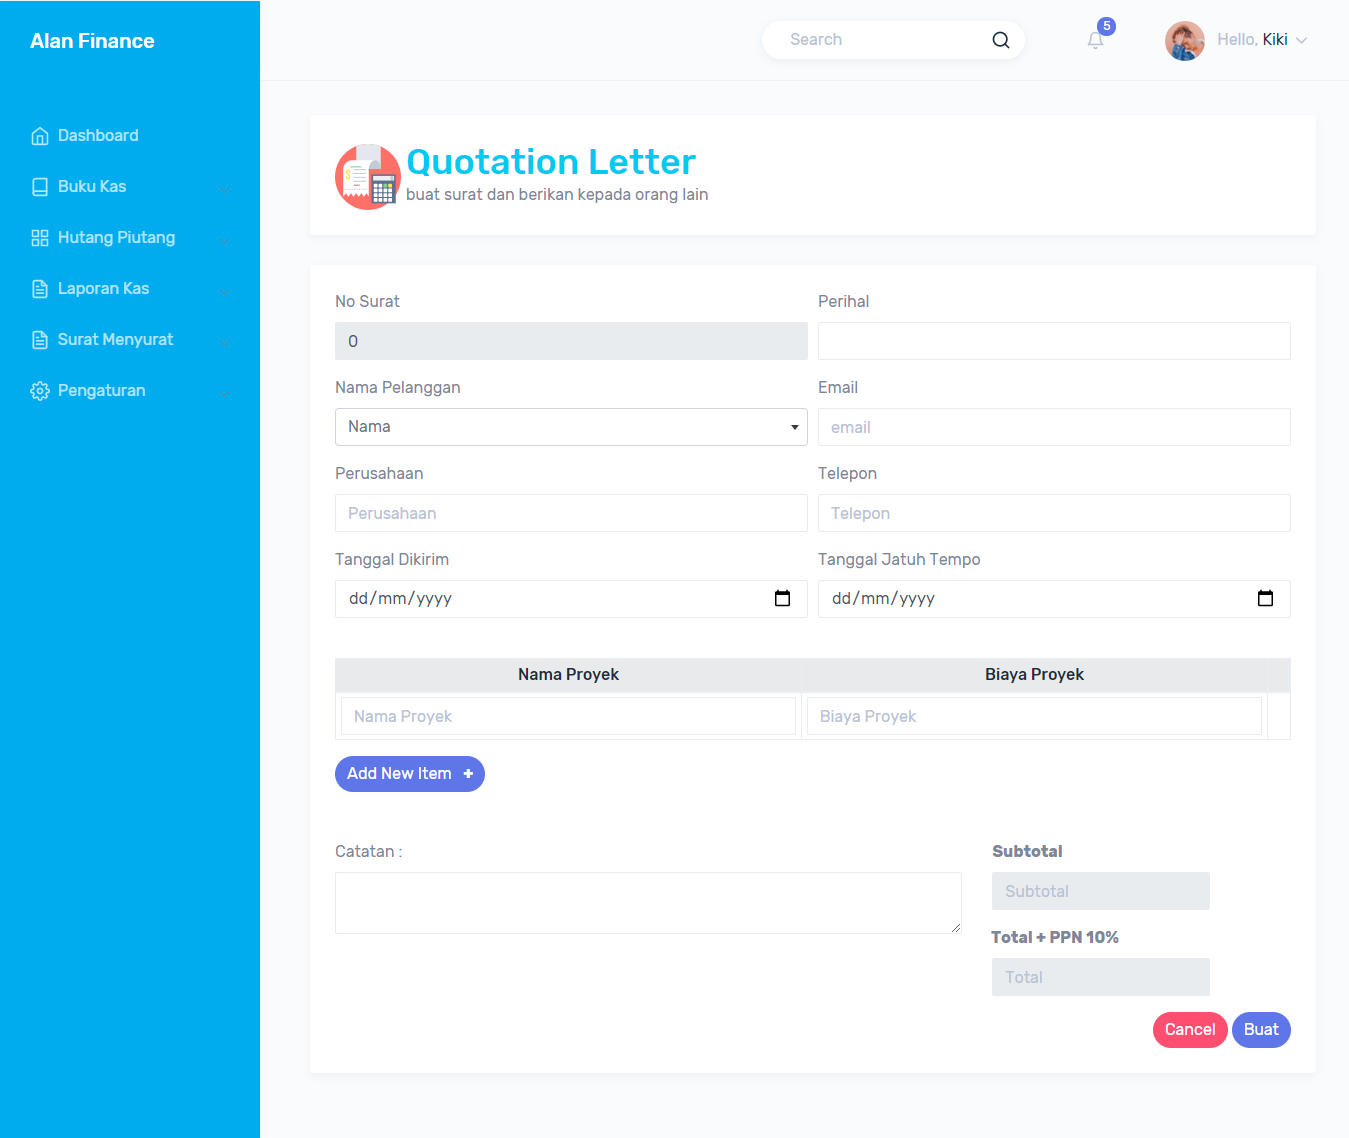 Alan Finance
Search
5
Hello, Kiki
Dashboard
Buku Kas
Hutang Piutang
Laporan Kas
Surat Menyurat
Pengaturan
Quotation Letter
buat surat dan berikan kepada orang lain
No Surat
Perihal
0
Nama Pelanggan
Email
Nama
email
Perusahaan
Telepon
Perusahaan
Telepon
Tanggal Dikirim
Tanggal Jatuh Tempo
dd/mm/yyyy
dd/mm/yyyy
Nama Proyek
Biaya Proyek
Nama Proyek
Biaya Proyek
Add New Item +
Catatan :
Subtotal
Subtotal
Total + PPN 10%
Total
Cancel
Buat